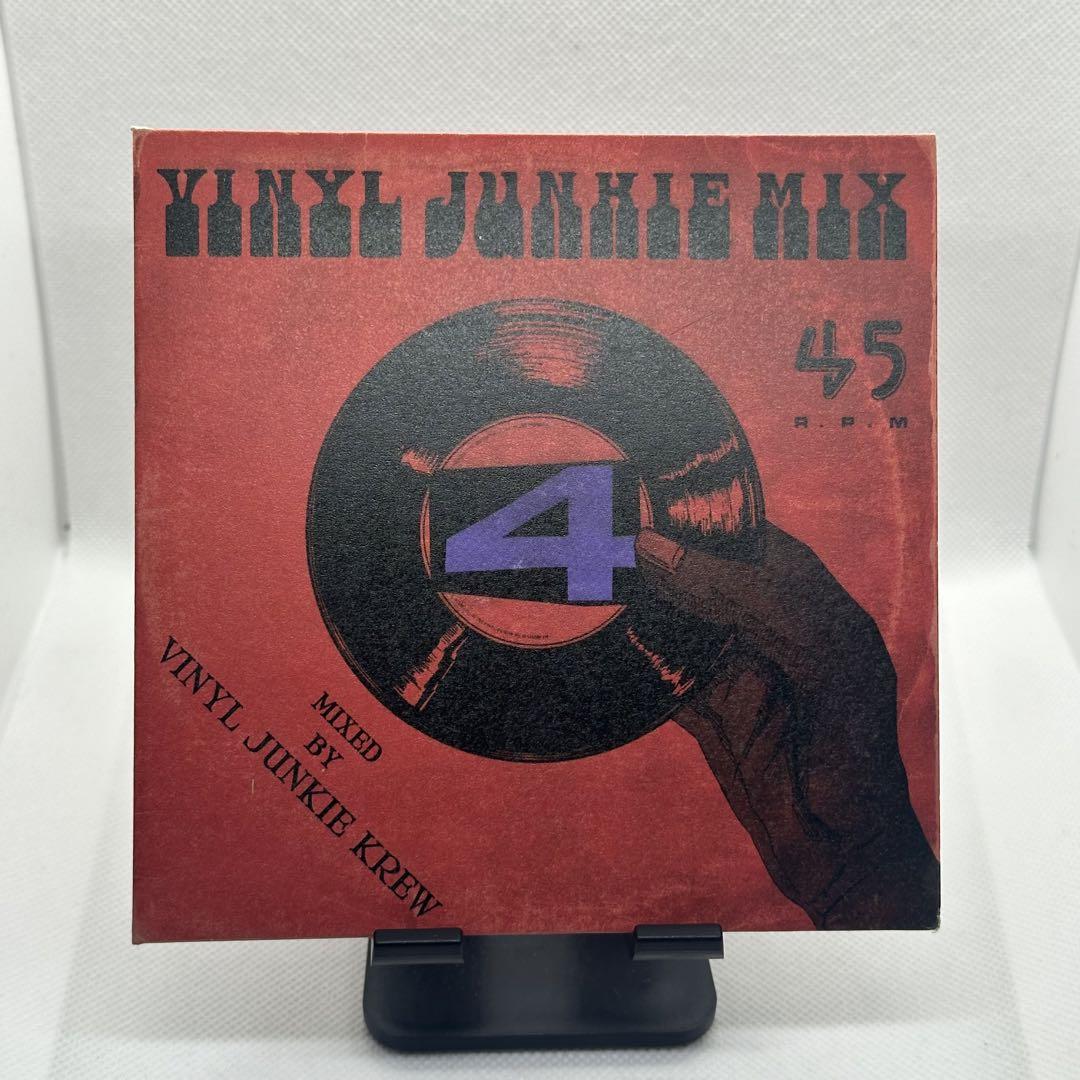 VINYL JUNKIE MIX
45
R.P.M
4
MIXED
BY
VINYL JUNKIE KREW